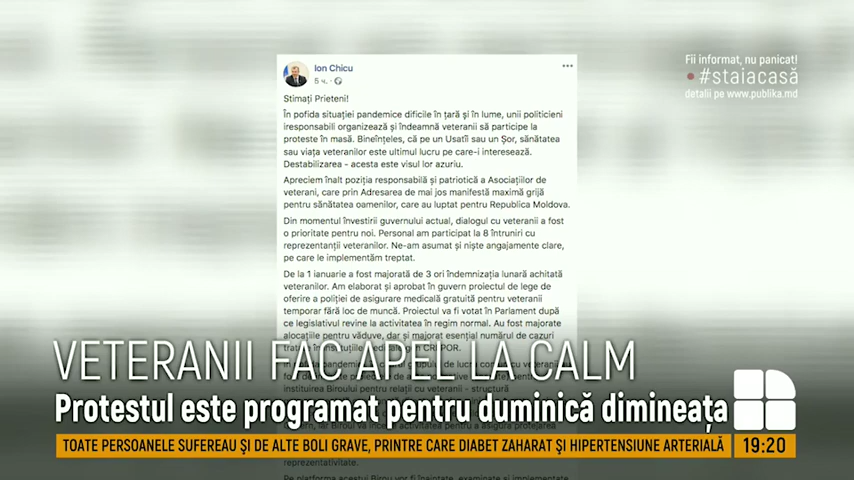 Ion Chicu
5 ч.
Fii informat, nu panicat!
#staiacasă
detalii pe www.publika.md
Stimați Prieteni!
În pofida situației pandemice dificile în țară și în lume, unii politicieni
iresponsabili organizează și îndeamnă veteranii să participe la
proteste în masă. Bineînțeles, că pe un Usatîi sau un Șor, sănătatea
sau viața veteranilor este ultimul lucru pe care-i interesează.
Destabilizarea - acesta este visul lor azuriu.
Apreciem înalt poziția responsabilă și patriotică a Asociațiilor de
veterani, care prin Adresarea de mai jos manifestă maximă grijă
pentru sănătatea oamenilor, care au luptat pentru Republica Moldova.
Din momentul învestirii guvernului actual, dialogul cu veteranii a fost
o prioritate pentru noi. Personal am participat la 8 întruniri cu
reprezentanții veteranilor. Ne-am asumat și niște angajamente clare,
pe care le implementăm treptat.
De la 1 ianuarie a fost majorată de 3 ori îndemnizația lunară achitată
veteranilor. Am elaborat și aprobat în guvern proiectul de lege de
oferire a poliției de asigurare medicală gratuită pentru veteranii
temporar fără loc de muncă. Proiectul va fi votat în Parlament după
ce legislativul revine la activitatea în regim normal. Au fost majorate
alocațiile pentru văduve, dar și majorat esențial numărul de cazuri
VETERANII FAC APEL LA CALM
instituirea Biroului pentru relații cu veteranii - structură
Protestul este programat pentru duminică dimineața
TOATE PERSOANELE SUFEREAU ȘI DE ALTE BOLI GRAVE, PRINTRE CARE DIABET ZAHARAT ȘI HIPERTENSIUNE ARTERIALĂ
19:20
reprezentativitate.